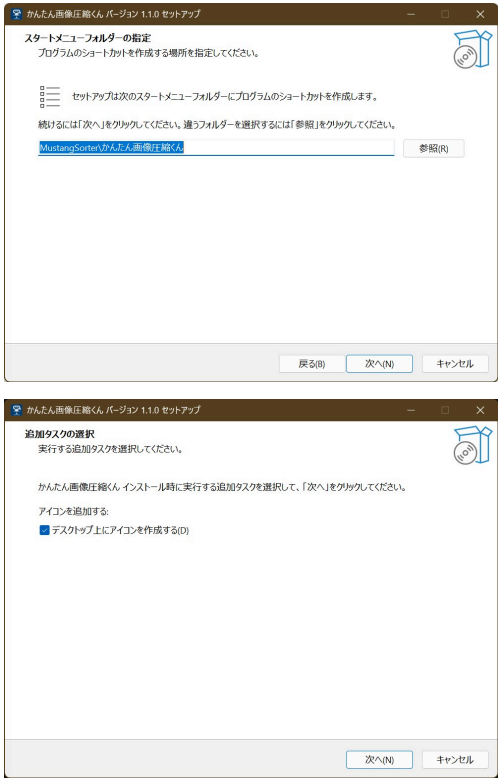 かんたん画像圧縮くん バージョン 1.1.0 セットアップ
スタートメニューフォルダーの指定
プログラムのショートカットを作成する場所を指定してください。
セットアップは次のスタートメニューフォルダーにプログラムのショートカットを作成します。
続けるには「次へ」をクリックしてください。違うフォルダーを選択するには「参照」をクリックしてください。
MustangSorter\かんたん画像圧縮くん
参照(R)
戻る(B)
次へ(N)
キャンセル
かんたん画像圧縮くん バージョン 1.1.0 セットアップ
追加タスクの選択
実行する追加タスクを選択してください。
かんたん画像圧縮くん インストール時に実行する追加タスクを選択して、「次へ」をクリックしてください。
アイコンを追加する:
デスクトップ上にアイコンを作成する(D)
次へ(N)
キャンセル